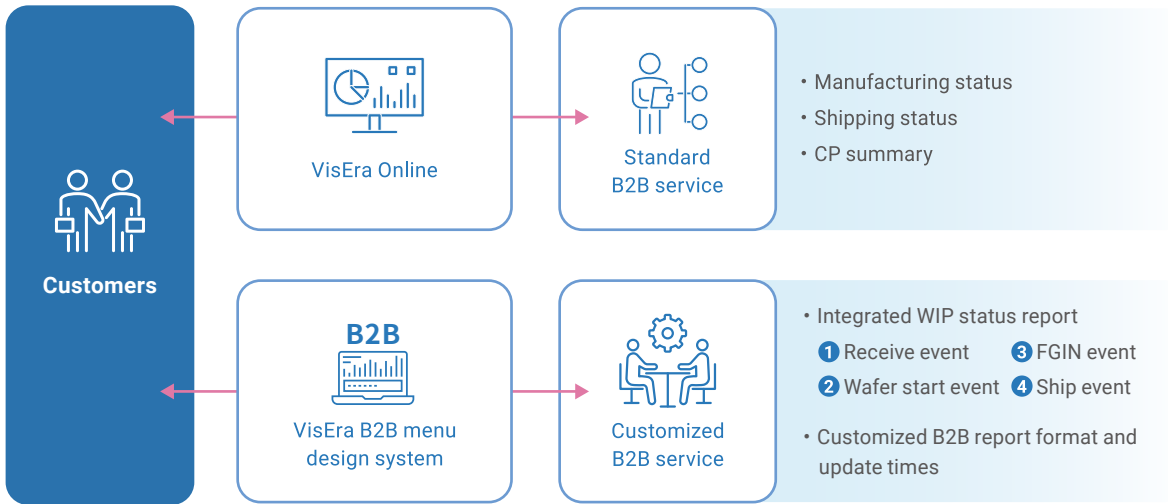 Customers
VisEra Online
Standard
B2B service
• Manufacturing status
• Shipping status
• CP summary
B2B
VisEra B2B menu
design system
Customized
B2B service
• Integrated WIP status report
1 Receive event 3 FGIN event
2 Wafer start event 4 Ship event
• Customized B2B report format and
update times